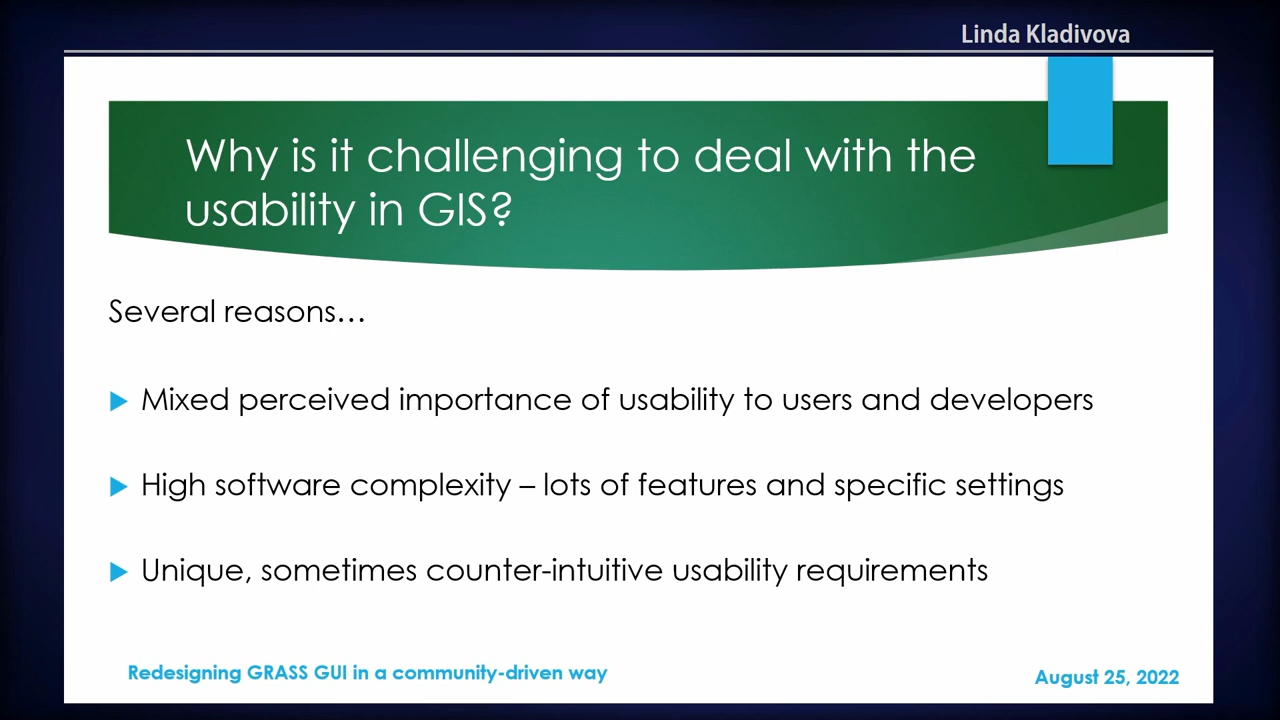 Linda Kladivova
Why is it challenging to deal with the
usability in GIS?
Several reasons…
Mixed perceived importance of usability to users and developers
High software complexity – lots of features and specific settings
Unique, sometimes counter-intuitive usability requirements
Redesigning GRASS GUI in a community-driven way
August 25, 2022